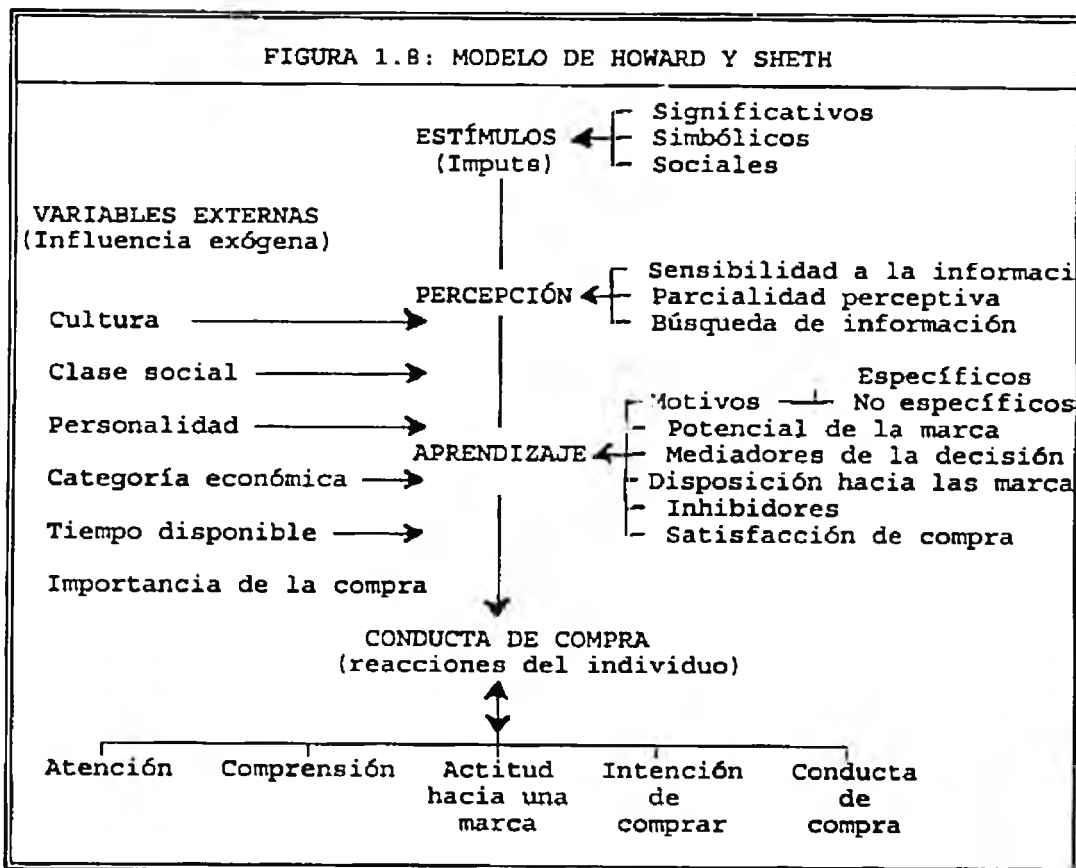 FIGURA 1.8: MODELO DE HOWARD Y SHETH
ESTÍMULOS
(Imputs)
Significativos
Simbólicos
Sociales
VARIABLES EXTERNAS
(Influencia exógena)
PERCEPCIÓN
Sensibilidad a la informaci
Parcialidad perceptiva
Búsqueda de información
Cultura
Clase social
Personalidad
Categoría económica
Tiempo disponible
Importancia de la compra
APRENDIZAJE
Motivos
Específicos
No específicos
Potencial de la marca
Mediadores de la decisión
Disposición hacia las marca
Inhibidores
Satisfacción de compra
CONDUCTA DE COMPRA
(reacciones del individuo)
Atención
Comprensión
Actitud
hacia una
marca
Intención
de
comprar
Conducta
de
compra